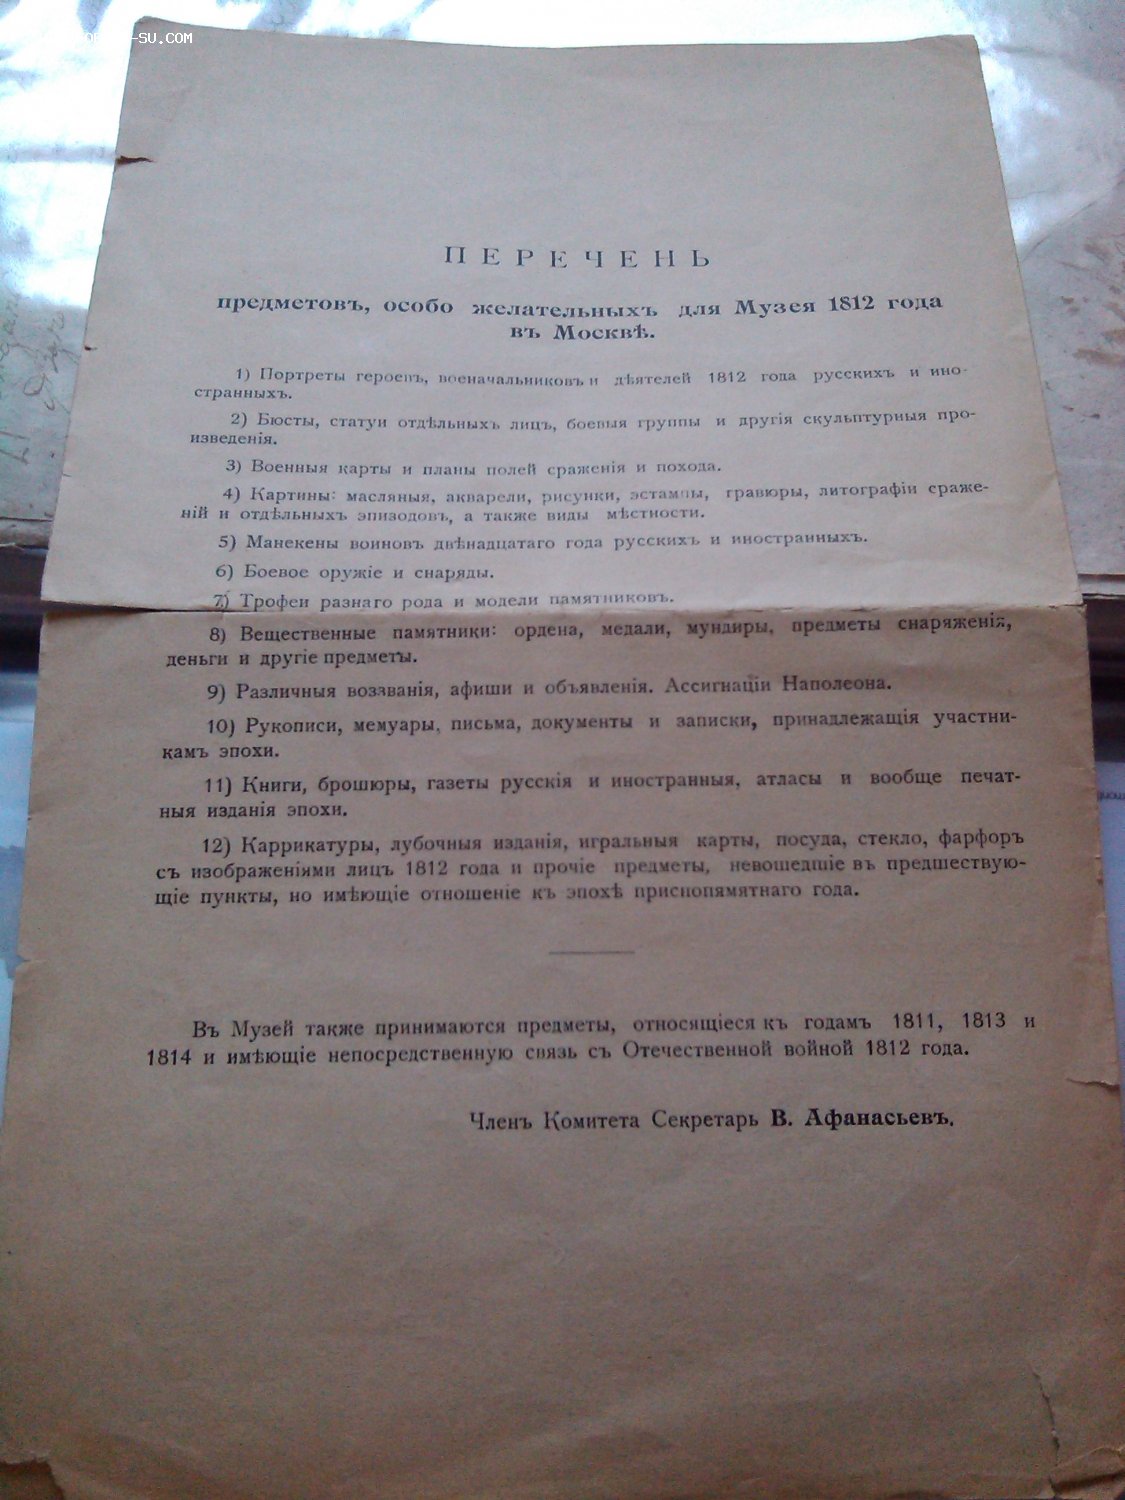 -SU.COM
ПЕРЕЧЕНЬ
предметовъ, особо желательныхъ для Музея 1812 года
въ Москвѣ.
1) Портреты героевъ, военачальниковъ и дѣятелей 1812 года русскихъ и ино-
странныхъ.
2) Бюсты, статуи отдѣльныхъ лицъ, боевыя группы и другія скульптурныя про-
изведенія.
3) Военныя карты и планы полей сраженія и похода.
4) Картины: масляныя, акварели, рисунки, эстампы, гравюры, литографіи сраже-
ній и отдѣльныхъ эпизодовъ, а также виды мѣстности.
5) Манекены воиновъ двѣнадцатаго года русскихъ и иностранныхъ.
6) Боевое оружіе и снаряды.
7) Трофеи разнаго рода и модели памятниковъ.
8) Вещественные памятники: ордена, медали, мундиры, предметы снаряженія,
деньги и другіе предметы.
9) Различныя воззванія, афиши и объявленія. Ассигнаціи Наполеона.
10) Рукописи, мемуары, письма, документы и записки, принадлежащія участни-
камъ эпохи.
11) Книги, брошюры, газеты русскія и иностранныя, атласы и вообще печат-
ныя изданія эпохи.
12) Каррикатуры, лубочныя изданія, игральныя карты, посуда, стекло, фарфоръ
съ изображеніями лицъ 1812 года и прочіе предметы, невошедшіе въ предшествую-
щіе пункты, но имѣющіе отношеніе къ эпохѣ приснопамятнаго года.
Въ Музей также принимаются предметы, относящіеся къ годамъ 1811, 1813 и
1814 и имѣющіе непосредственную связь съ Отечественной войной 1812 года.
Членъ Комитета Секретарь В. Афанасьевъ.